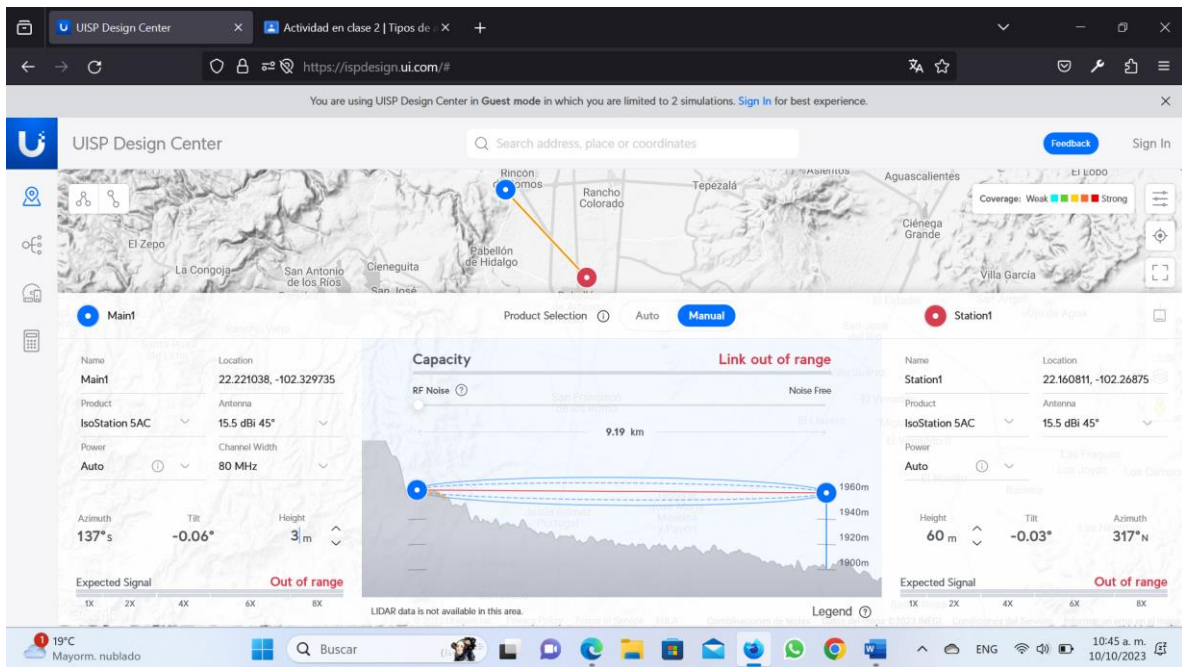 UISP Design Center
Actividad en clase 2 | Tipos de
https://ispdesign.ui.com/#
You are using UISP Design Center in Guest mode in which you are limited to 2 simulations. Sign In for best experience.
UISP Design Center
Search address, place or coordinates
Feedback
Sign In
Rincón
Rancho
Colorado
Tepezalá
Aguascalientes
El Zepo
La Congoja
San Antonio
de los Ríos
Cieneguita
Pabellón
de Hidalgo
Ciénega
Grande
Villa García
Coverage: Weak Strong
Main1
Product Selection
Auto
Manual
Station1
Name
Main1
Location
22.221038, -102.329735
Product
IsoStation 5AC
Antenna
15.5 dBi 45°
Power
Auto
Channel Width
80 MHz
Azimuth
137°s
Tilt
-0.06°
Height
3 m
Expected Signal
Out of range
1X 2X 4X 6X 8X
Capacity
Link out of range
RF Noise
Noise Free
9.19 km
1960m
1940m
1920m
1900m
LIDAR data is not available in this area.
Legend
Name
Station1
Location
22.160811, -102.26875
Product
IsoStation 5AC
Antenna
15.5 dBi 45°
Power
Auto
Height
60 m
Tilt
-0.03°
Azimuth
317°N
Expected Signal
Out of range
1X 2X 4X 6X 8X
1
19°C
Mayorm. nublado
Buscar
ENG
10:45 a. m.
10/10/2023